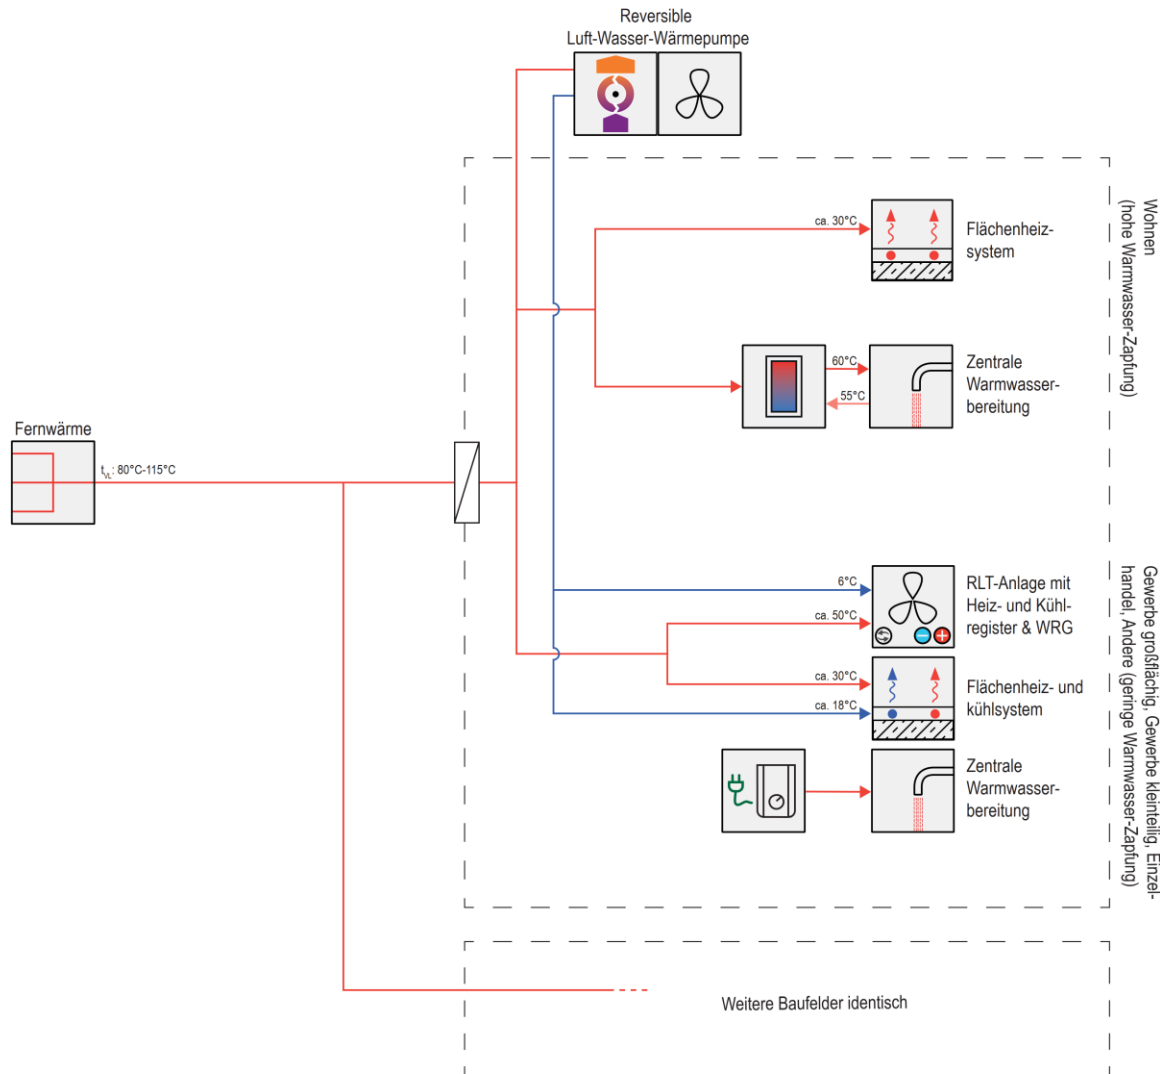 Reversible
Luft-Wasser-Wärmepumpe
ca. 30°C
Flächenheiz-
system
Wohnen
(hohe Warmwasser-Zapfung)
60°C
55°C
Zentrale
Warmwasser-
bereitung
Fernwärme
tVL: 80°C-115°C
6°C
ca. 50°C
RLT-Anlage mit
Heiz- und Kühl-
register & WRG
ca. 30°C
ca. 18°C
Flächenheiz- und
kühlsystem
Zentrale
Warmwasser-
bereitung
Gewerbe großflächig, Gewerbe kleinteilig, Einzel-
handel, Andere (geringe Warmwasser-Zapfung)
Weitere Baufelder identisch